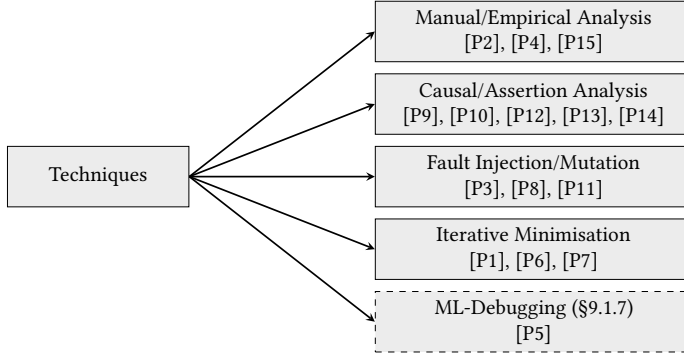 Manual/Empirical Analysis
[P2], [P4], [P15]
Causal/Assertion Analysis
[P9], [P10], [P12], [P13], [P14]
Techniques
Fault Injection/Mutation
[P3], [P8], [P11]
Iterative Minimisation
[P1], [P6], [P7]
ML-Debugging (§9.1.7)
[P5]